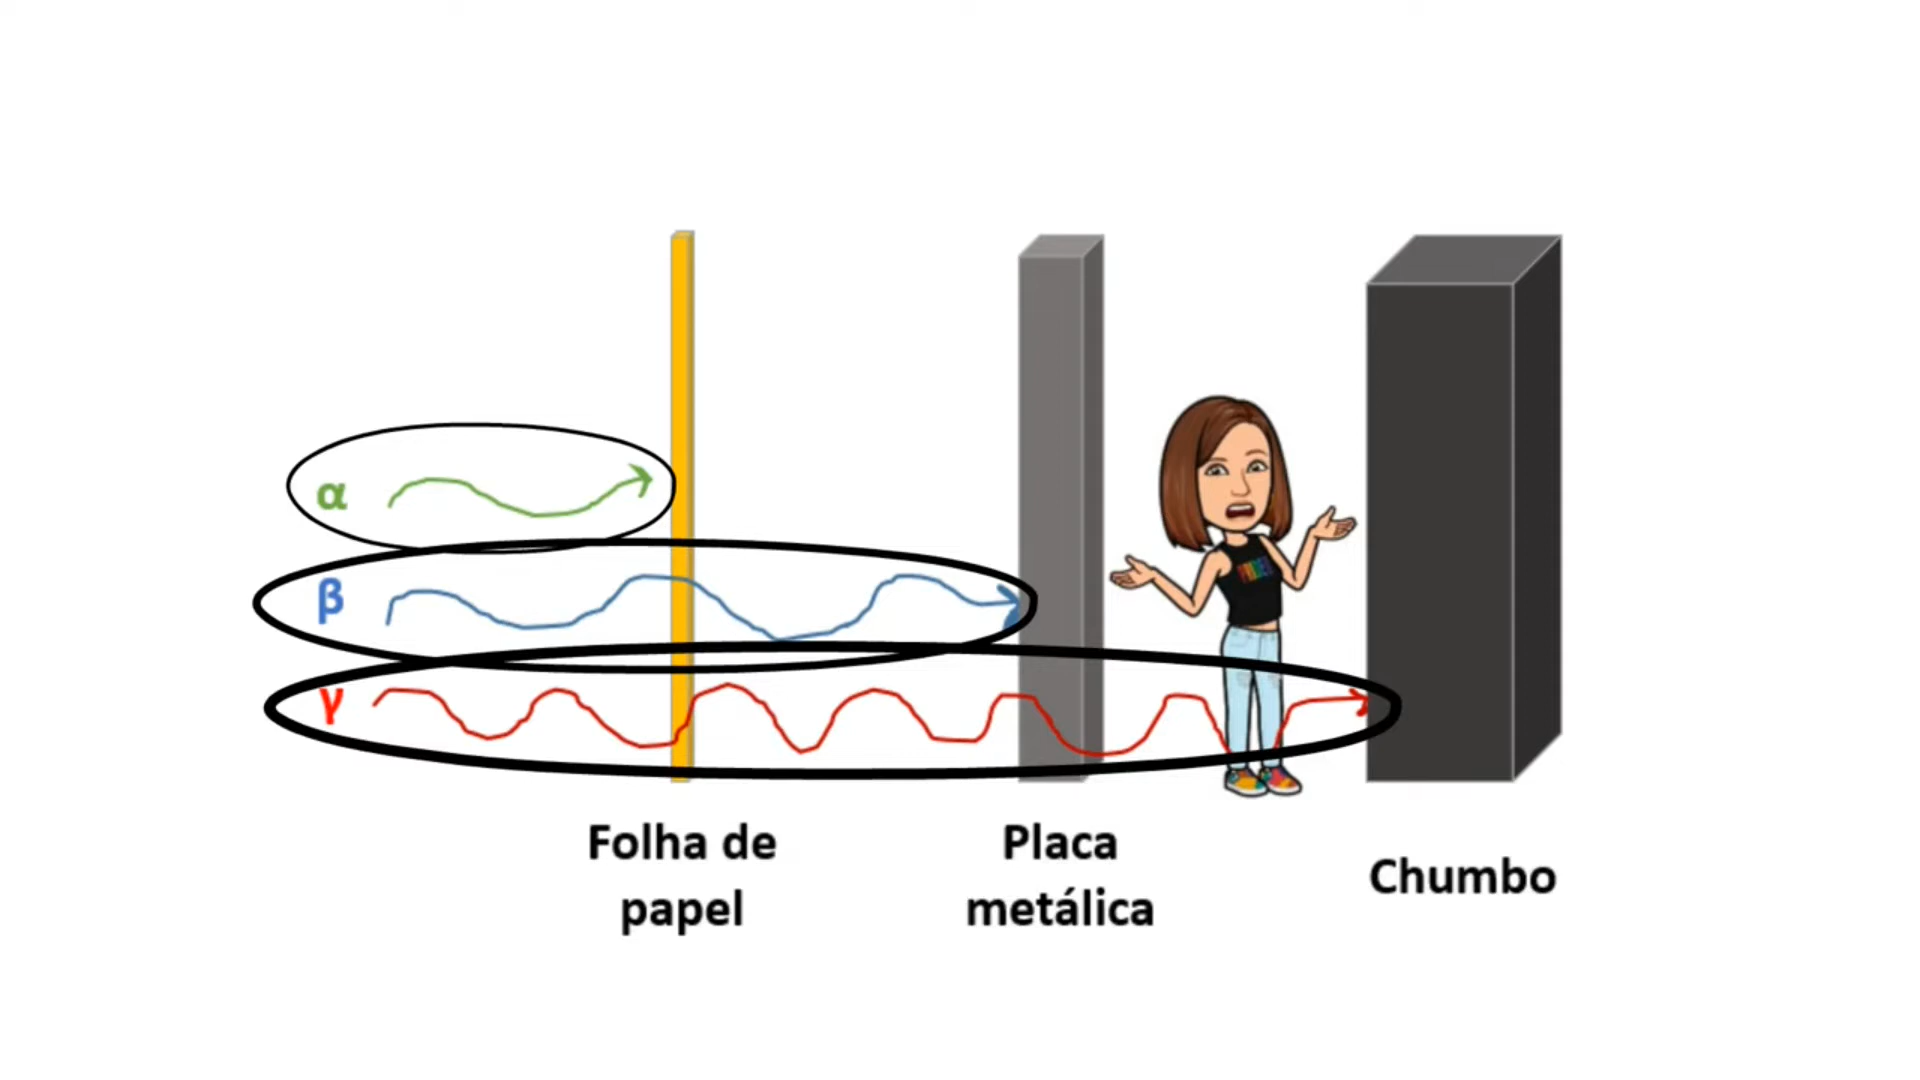 α
β
γ
Folha de
papel
Placa
metálica
Chumbo